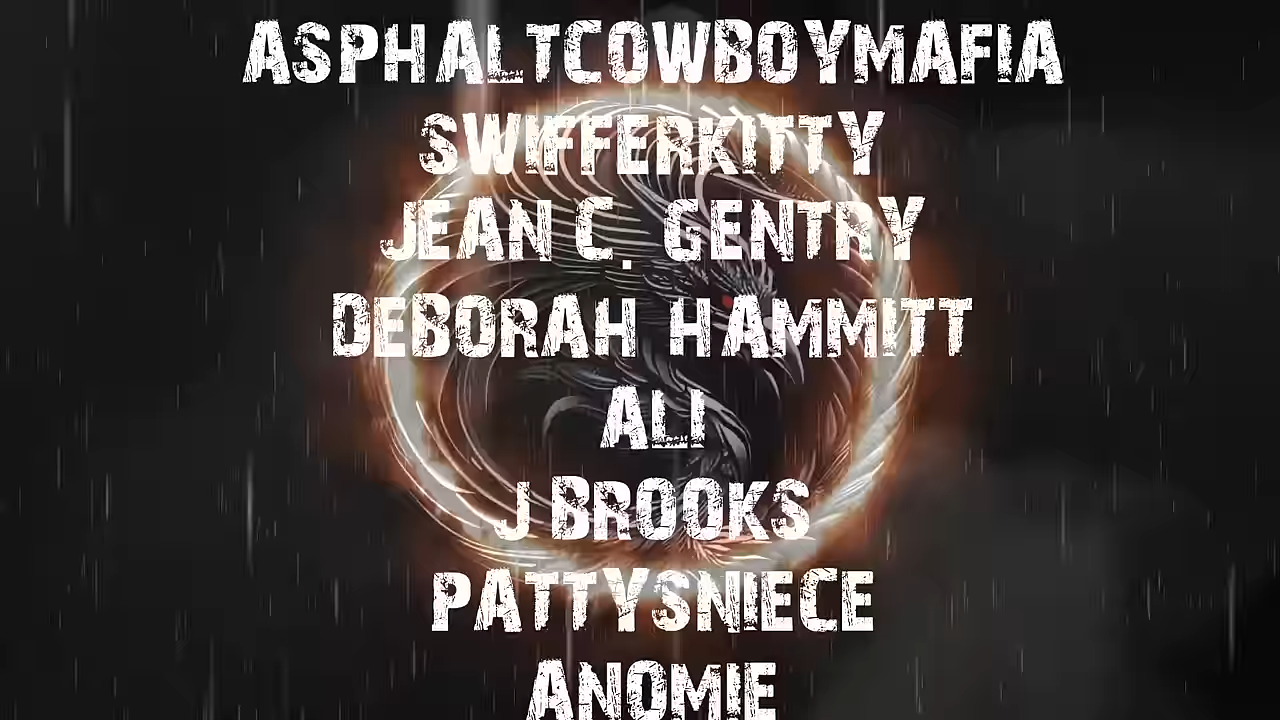 ASPHALTCOWBOYMAFIA
SWIFFERKITTY
JEAN C. GENTRY
DEBORAH HAMMITT
ALI
J BROOKS
PATTYSNIECE
ANOMIE